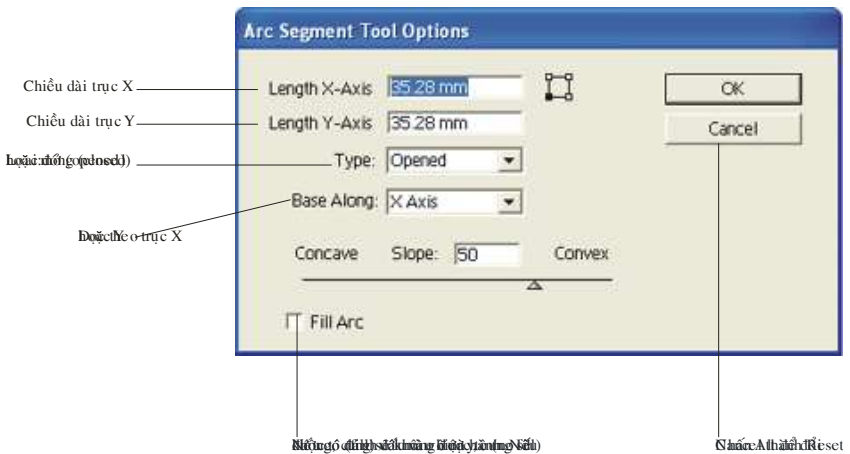 Arc Segment Tool Options
Chiều dài trục X
Length X-Axis 35.28 mm
OK
Chiều dài trục Y
Length Y-Axis 35.28 mm
Cancel
Type: Opened
Base Along: X Axis
trục X
Concave Slope: 50 Convex
Fill Arc